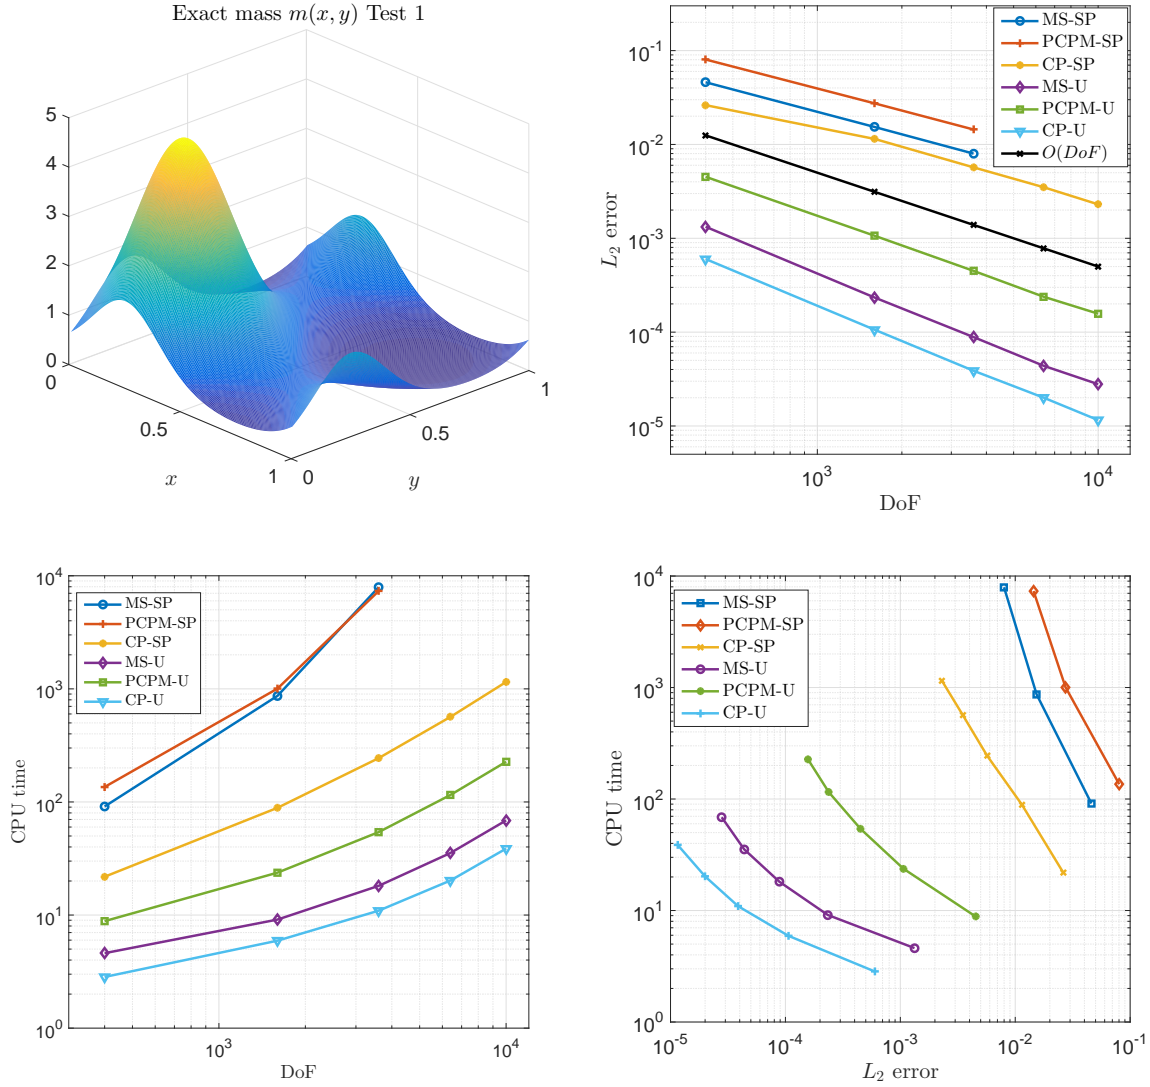 Exact mass m(x, y) Test 1
5
4
3
2
1
0
0
0.5
1
x
0
0.5
1
y
MS-SP
PCPM-SP
CP-SP
MS-U
PCPM-U
CP-U
O(DoF)
10^-1
10^-2
10^-3
10^-4
10^-5
L_2 error
10^3
10^4
DoF
MS-SP
PCPM-SP
CP-SP
MS-U
PCPM-U
CP-U
10^4
10^3
10^2
10^1
10^0
CPU time
10^3
10^4
DoF
MS-SP
PCPM-SP
CP-SP
MS-U
PCPM-U
CP-U
10^4
10^3
10^2
10^1
10^0
CPU time
10^-5
10^-4
10^-3
10^-2
10^-1
L_2 error